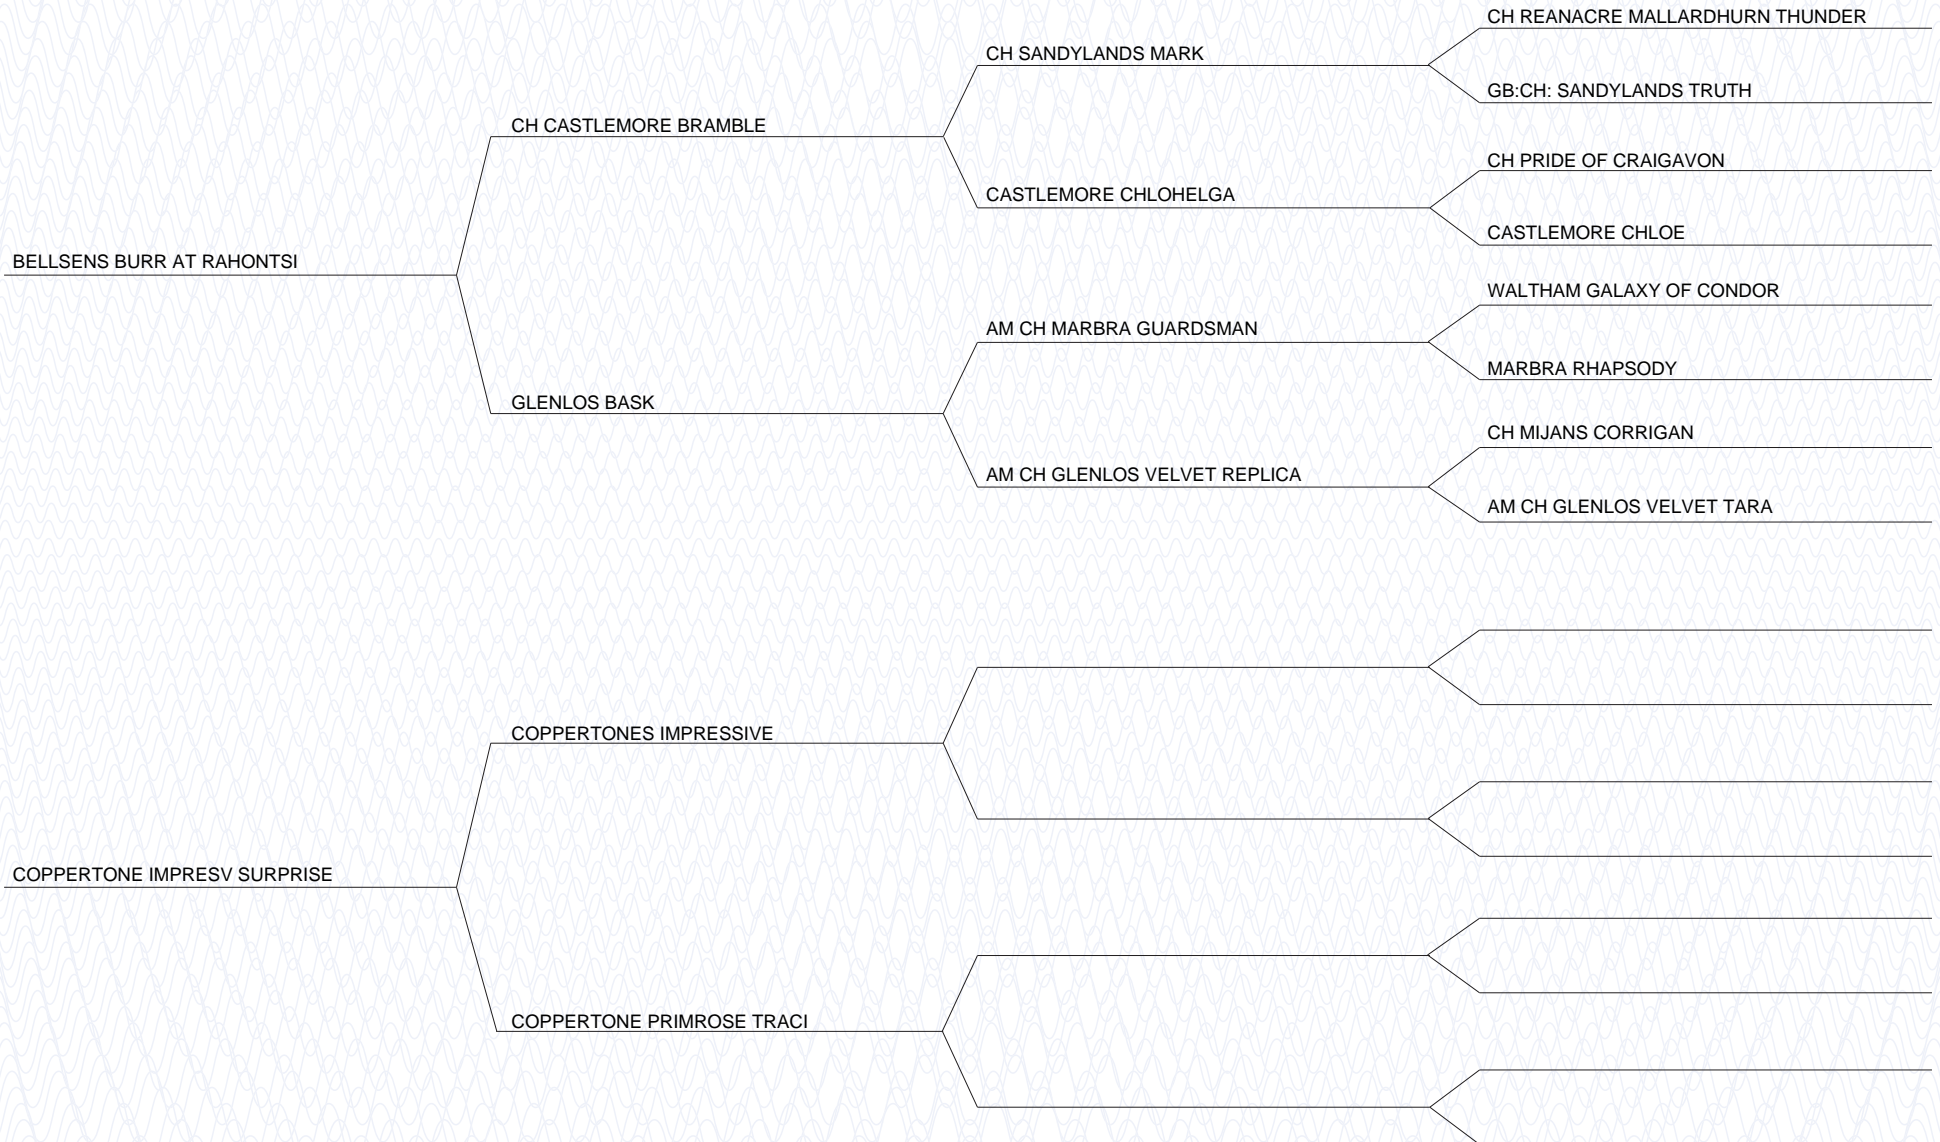 CH REANACRE MALLARDHURN THUNDER
CH SANDYLANDS MARK
GB:CH: SANDYLANDS TRUTH
CH CASTLEMORE BRAMBLE
CH PRIDE OF CRAIGAVON
CASTLEMORE CHLOHELGA
CASTLEMORE CHLOE
BELLSENS BURR AT RAHONTSI
WALTHAM GALAXY OF CONDOR
AM CH MARBRA GUARDSMAN
MARBRA RHAPSODY
GLENLOS BASK
CH MIJANS CORRIGAN
AM CH GLENLOS VELVET REPLICA
AM CH GLENLOS VELVET TARA
COPPERTONES IMPRESSIVE
COPPERTONE IMPRESV SURPRISE
COPPERTONE PRIMROSE TRACI